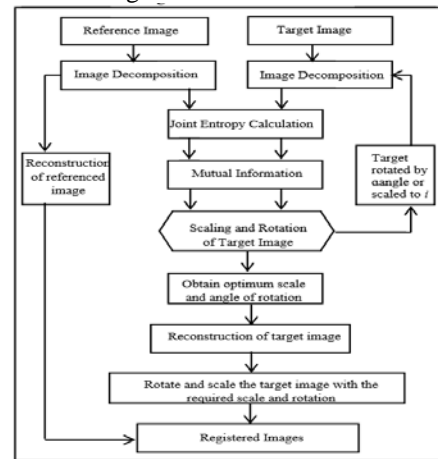 Reference Image
Target Image
Image Decomposition
Image Decomposition
Joint Entropy Calculation
Reconstruction
of referenced
image
Mutual Information
Target
rotated by
αangle or
scaled to i
Scaling and Rotation
of Target Image
Obtain optimum scale
and angle of rotation
Reconstruction of target image
Rotate and scale the target image with the
required scale and rotation
Registered Images